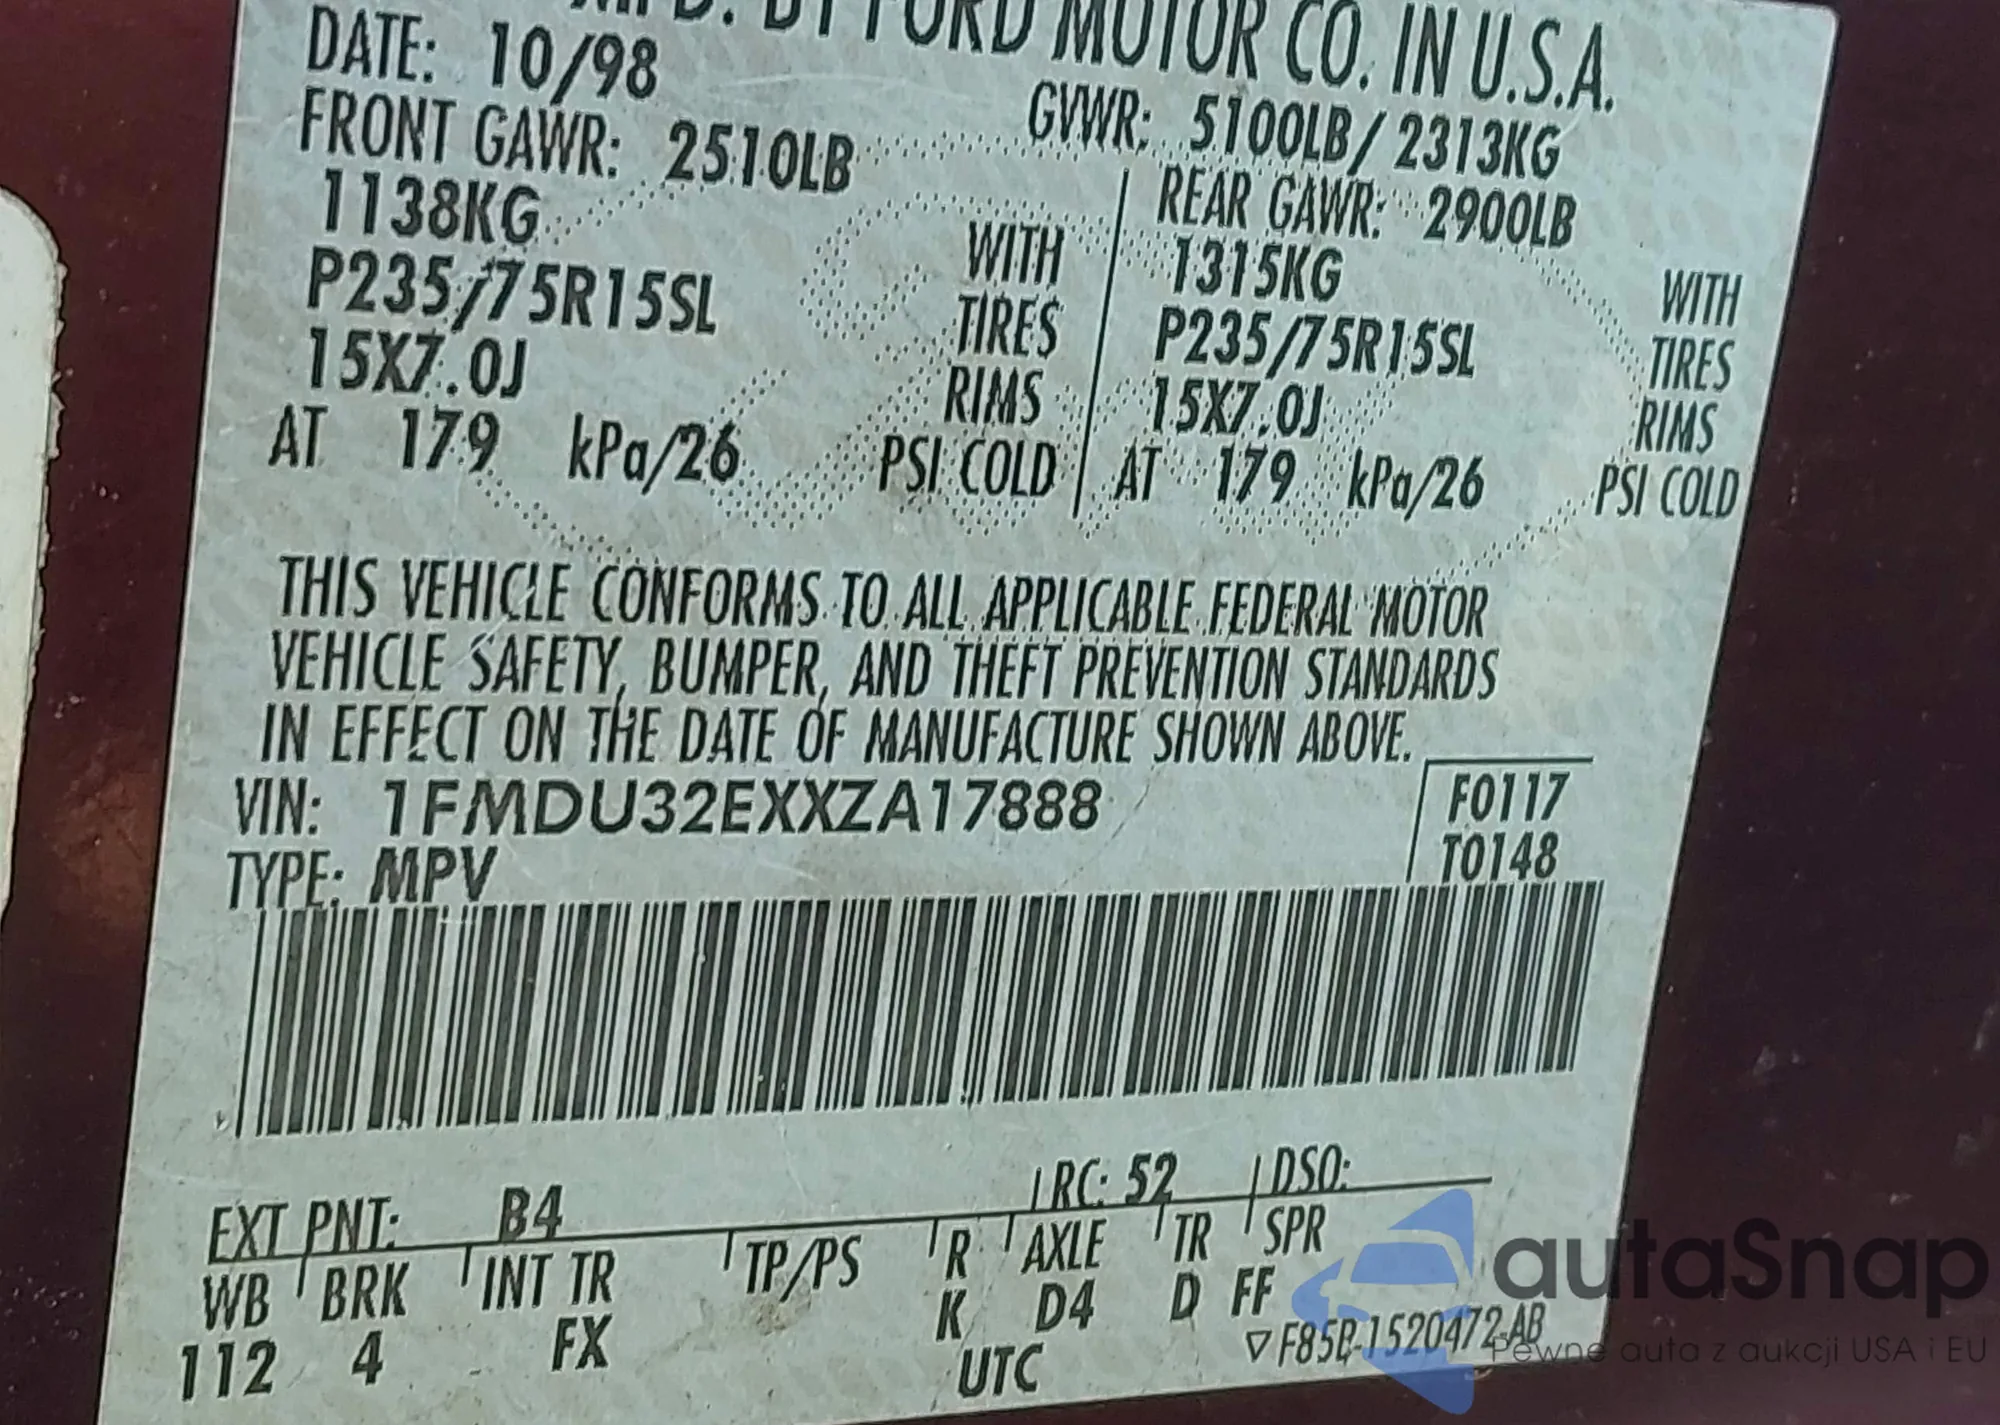 MFD. BY FORD MOTOR CO. IN U.S.A.
DATE: 10/98
GVWR: 5100LB/2313KG
FRONT GAWR: 2510LB
1138KG WITH
P235/75R15SL TIRES
15X7.0J RIMS
AT 179 kPa/26 PSI COLD
REAR GAWR: 2900LB
1315KG WITH
P235/75R15SL TIRES
15X7.0J RIMS
AT 179 kPa/26 PSI COLD
THIS VEHICLE CONFORMS TO ALL APPLICABLE FEDERAL MOTOR
VEHICLE SAFETY, BUMPER, AND THEFT PREVENTION STANDARDS
IN EFFECT ON THE DATE OF MANUFACTURE SHOWN ABOVE.
VIN: 1FMDU32EXXZA17888
F0117
TYPE: MPV
T0148
EXT PNT: B4 RC: 52 DSO:
WB BRK INT TR TP/PS R AXLE TR SPR
112 4 FX K D4 D FF
UTC
▽F85B-1520472-AB
autaSnap
Pewne auta z aukcji USA i EU